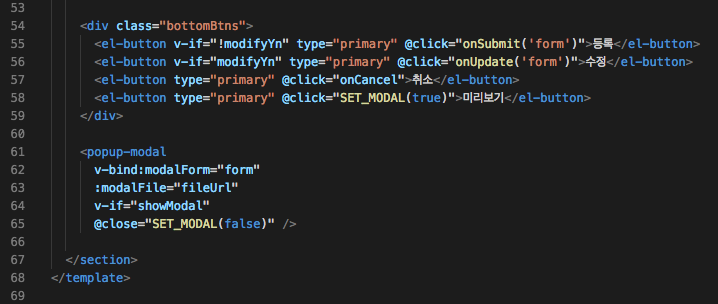 53
54 <div class="bottomBtns">
55 <el-button v-if="!modifyYn" type="primary" @click="onSubmit('form')">등록</el-button>
56 <el-button v-if="modifyYn" type="primary" @click="onUpdate('form')">수정</el-button>
57 <el-button type="primary" @click="onCancel">취소</el-button>
58 <el-button type="primary" @click="SET_MODAL(true)">미리보기</el-button>
59 </div>
60
61 <popup-modal
62 v-bind:modalForm="form"
63 :modalFile="fileUrl"
64 v-if="showModal"
65 @close="SET_MODAL(false)" />
66
67 </section>
68 </template>
69